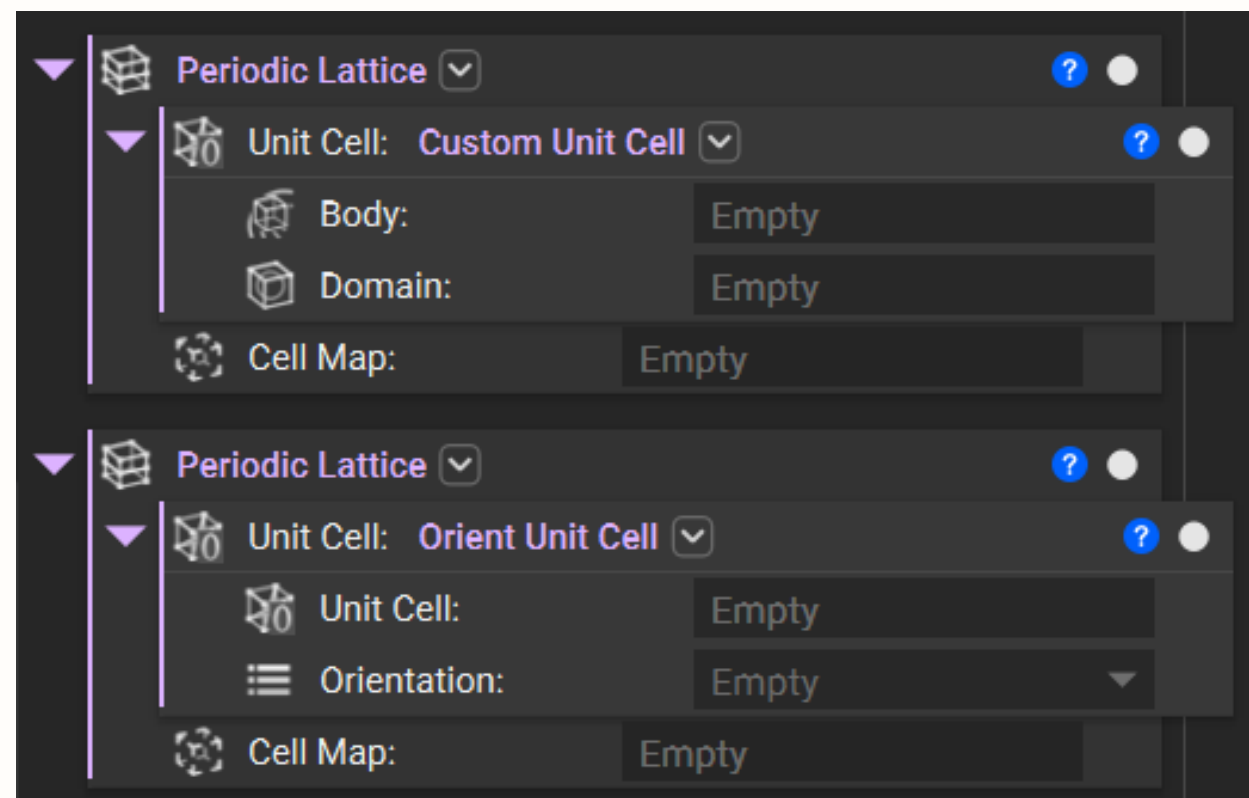 Periodic Lattice
?
Unit Cell: Custom Unit Cell
?
Body: Empty
Domain: Empty
Cell Map: Empty
Periodic Lattice
?
Unit Cell: Orient Unit Cell
?
Unit Cell: Empty
Orientation: Empty
Cell Map: Empty